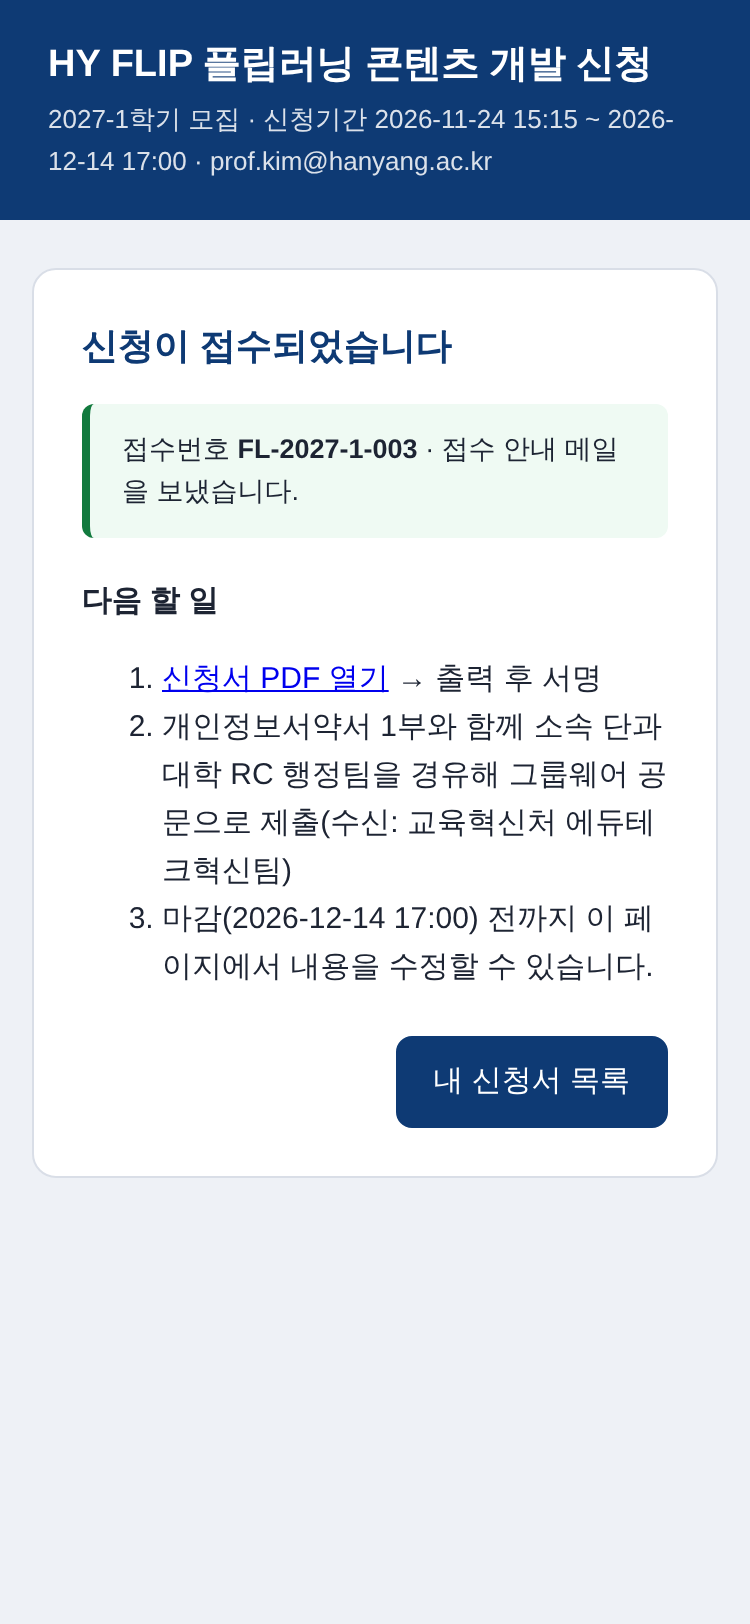 HY FLIP 플립러닝 콘텐츠 개발 신청
2027-1학기 모집 · 신청기간 2026-11-24 15:15 ~ 2026-
12-14 17:00 · prof.kim@hanyang.ac.kr
신청이 접수되었습니다
접수번호 FL-2027-1-003 · 접수 안내 메일
을 보냈습니다.
다음 할 일
1. 신청서 PDF 열기 → 출력 후 서명
2. 개인정보서약서 1부와 함께 소속 단과
대학 RC 행정팀을 경유해 그룹웨어 공
문으로 제출(수신: 교육혁신처 에듀테
크혁신팀)
3. 마감(2026-12-14 17:00) 전까지 이 페
이지에서 내용을 수정할 수 있습니다.
내 신청서 목록